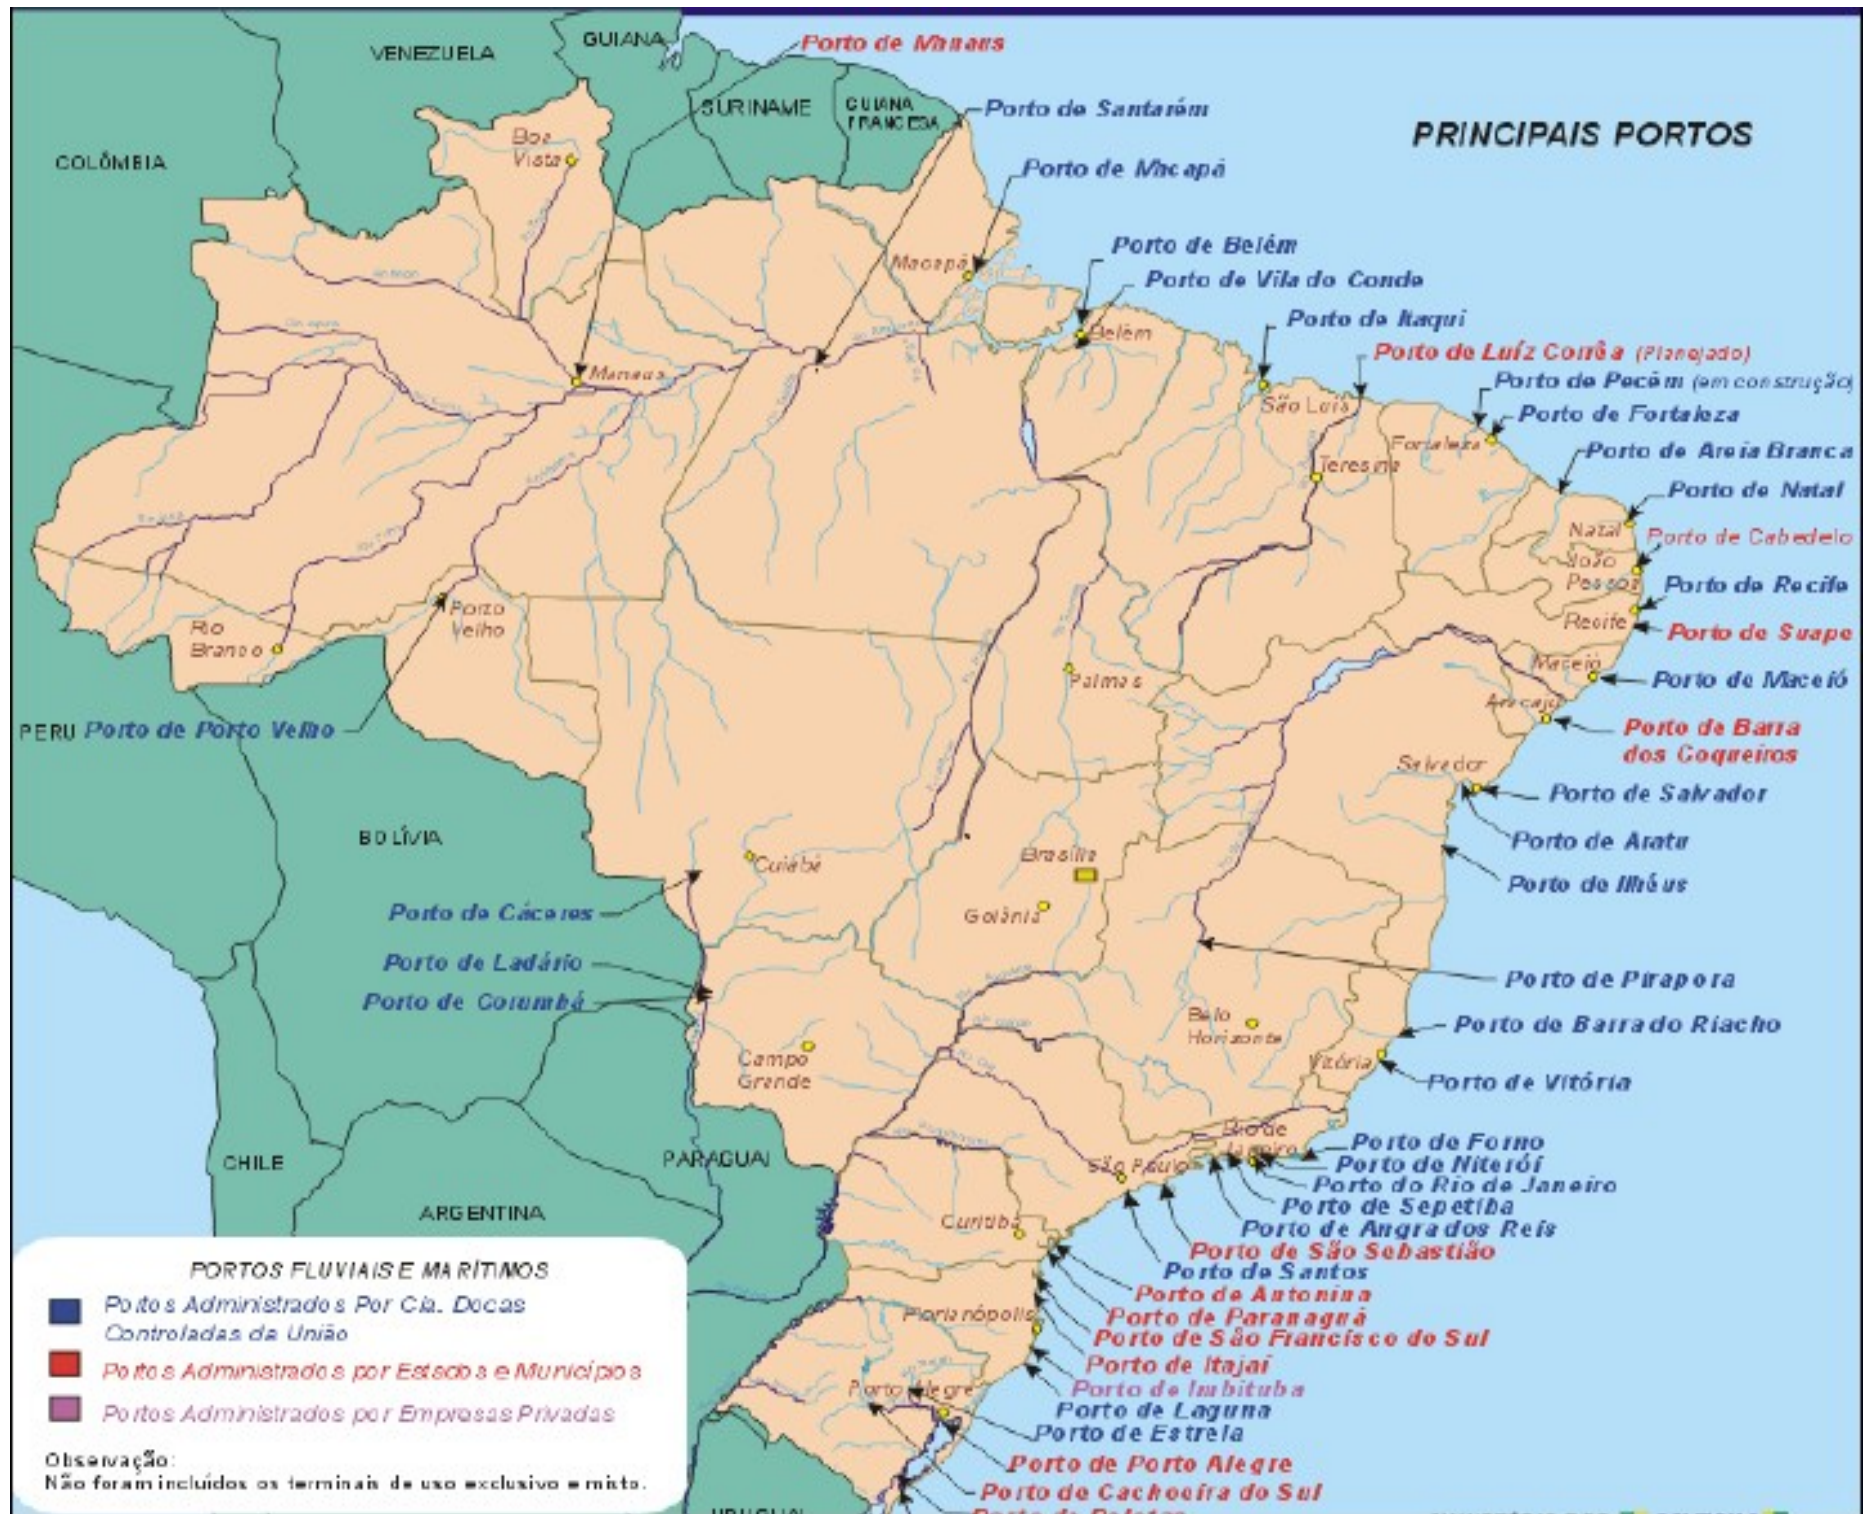 PRINCIPAIS PORTOS
VENEZUELA
GUIANA
SURINAME
GUIANA
FRANCESA
COLÔMBIA
PERU
BOLÍVIA
CHILE
ARGENTINA
PARAGUAI
Porto de Manaus
Porto de Santarém
Porto de Macapá
Porto de Belém
Porto de Vila do Conde
Porto de Itaqui
Porto de Luíz Corrêa (Planejado)
Porto de Pecém (em construção)
Porto de Fortaleza
Porto de Areia Branca
Porto de Natal
Porto de Cabedelo
Porto de Recife
Porto de Suape
Porto de Maceió
Porto de Barra
dos Coqueiros
Porto de Salvador
Porto de Aratu
Porto de Ilhéus
Porto de Pirapora
Porto de Barra do Riacho
Porto de Vitória
Porto de Forno
Porto de Niterói
Porto do Rio de Janeiro
Porto de Sepetiba
Porto de Angra dos Reis
Porto de São Sebastião
Porto de Santos
Porto de Antonina
Porto de Paranaguá
Porto de São Francisco do Sul
Porto de Itajaí
Porto de Imbituba
Porto de Laguna
Porto de Estrela
Porto de Porto Alegre
Porto de Cachoeira do Sul
Porto de Pelotas
Porto de Porto Velho
Porto de Cáceres
Porto de Ladário
Porto de Corumbá
Boa
Vista
Macapá
Belém
Manaus
São Luís
Teresina
Fortaleza
Natal
João
Pessoa
Recife
Maceió
Aracaju
Salvador
Porto
Velho
Rio
Branco
Palmas
Cuiabá
Brasília
Goiânia
Campo
Grande
Belo
Horizonte
Vitória
Rio de
Janeiro
São Paulo
Curitiba
Florianópolis
Porto Alegre
PORTOS FLUVIAIS E MARÍTIMOS
Portos Administrados Por Cia. Docas
Controladas da União
Portos Administrados por Estados e Municípios
Portos Administrados por Empresas Privadas
Observação:
Não foram incluídos os terminais de uso exclusivo e misto.